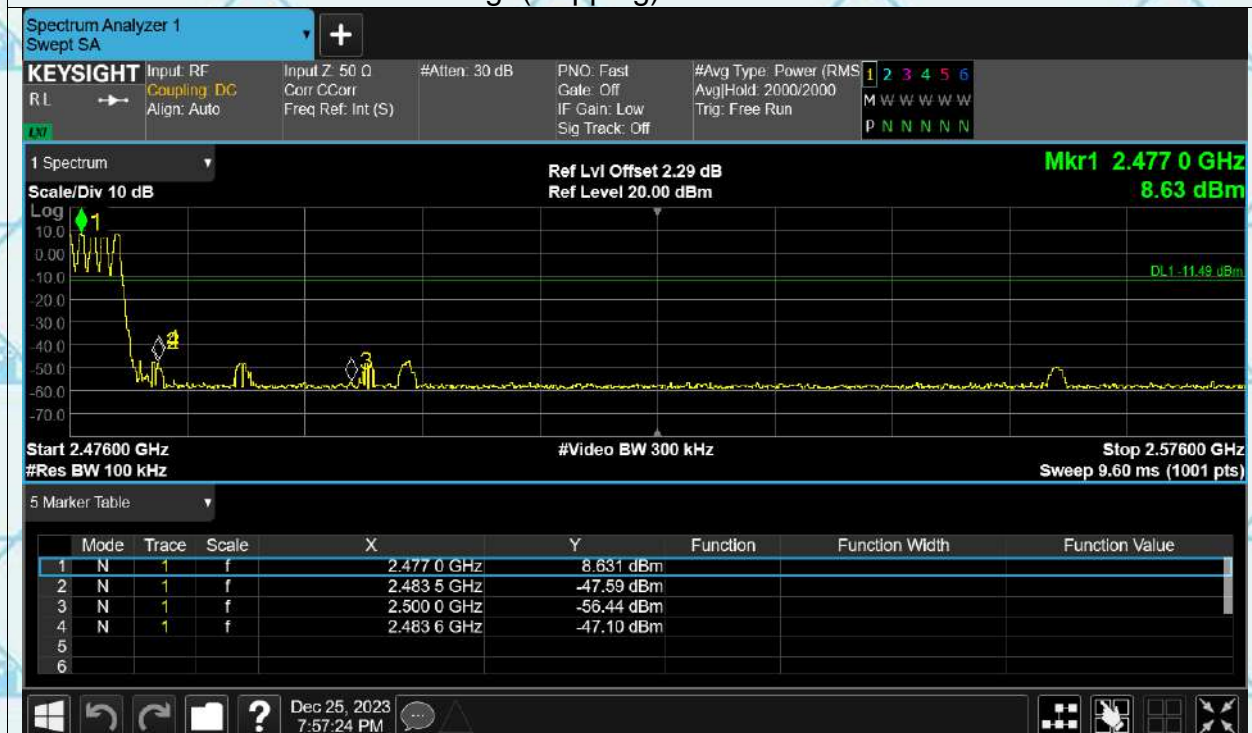 (Hopping)
Spectrum Analyzer 1
Swept SA
+
KEYSIGHT Input: RF Input Z: 50 Ω #Atten: 30 dB PNO: Fast #Avg Type: Power (RMS 1 2 3 4 5 6
RL Coupling: DC Corr CCorr Gate: Off Avg|Hold: 2000/2000 M W W W W W
Align: Auto Freq Ref: Int (S) IF Gain: Low Trig: Free Run
LXI Sig Track: Off P N N N N N
1 Spectrum Ref Lvl Offset 2.29 dB Mkr1 2.477 0 GHz
Scale/Div 10 dB Ref Level 20.00 dBm 8.63 dBm
Log 1
10.0
0.00
-10.0 DL1 -11.49 dBm
-20.0
-30.0
-40.0
-50.0 3
-60.0
-70.0
Start 2.47600 GHz #Video BW 300 kHz Stop 2.57600 GHz
#Res BW 100 kHz Sweep 9.60 ms (1001 pts)
5 Marker Table
Mode Trace Scale X Y Function Function Width Function Value
1 N 1 f 2.477 0 GHz 8.631 dBm
2 N 1 f 2.483 5 GHz -47.59 dBm
3 N 1 f 2.500 0 GHz -56.44 dBm
4 N 1 f 2.483 6 GHz -47.10 dBm
5
6
? Dec 25, 2023
7:57:24 PM